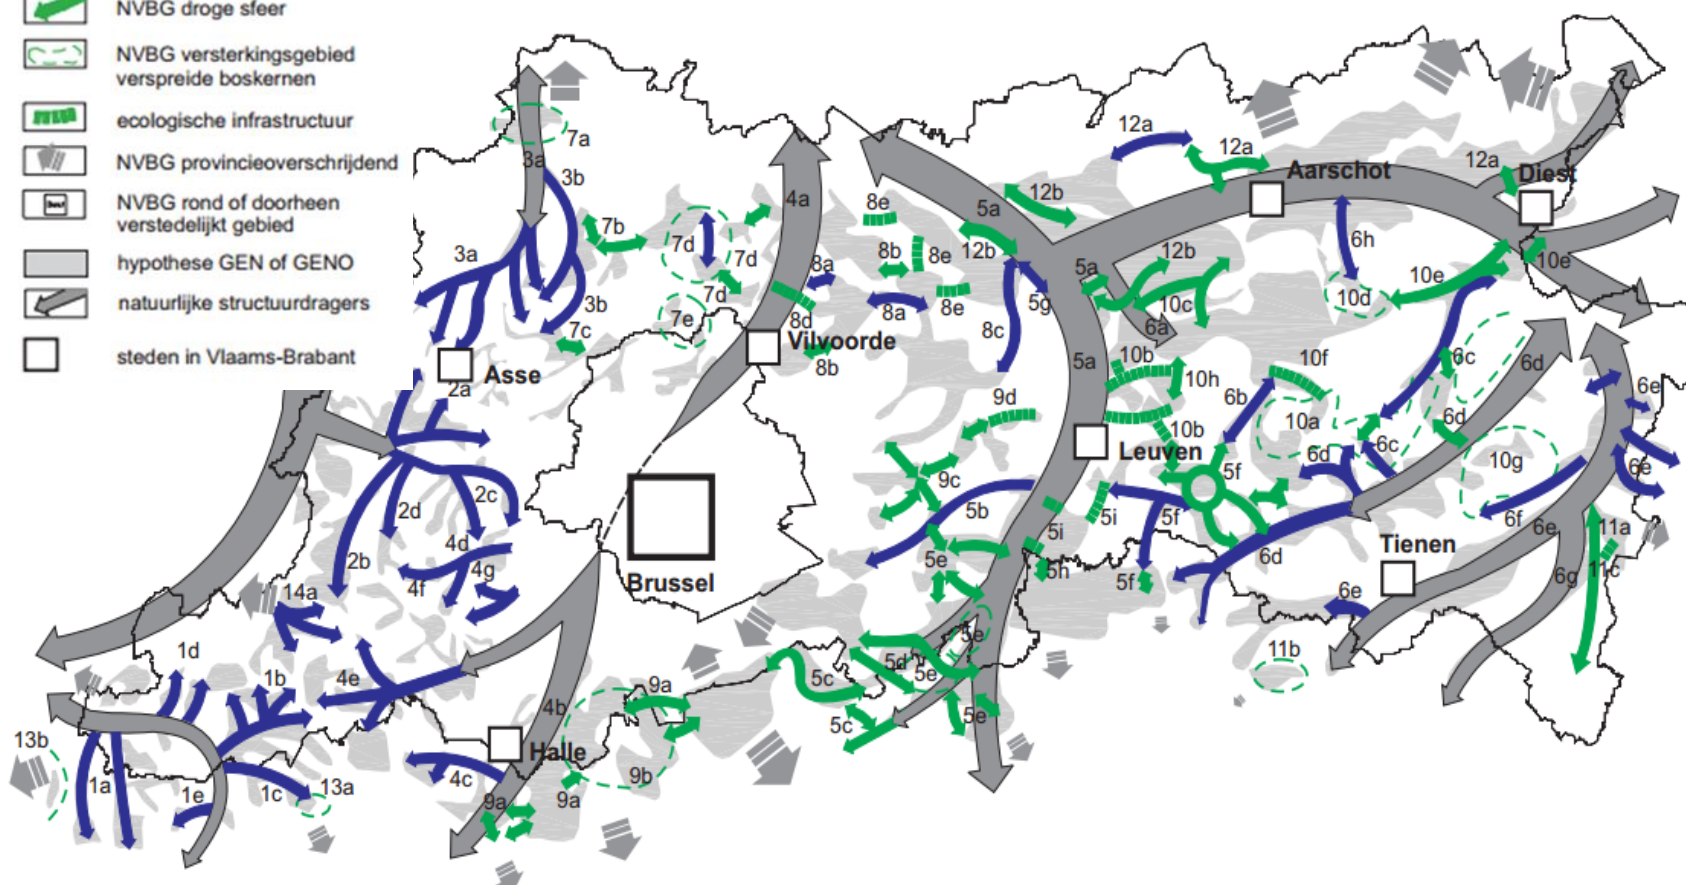 NVBG droge sfeer
NVBG versterkingsgebied
verspreide boskernen
ecologische infrastructuur
NVBG provincieoverschrijdend
NVBG rond of doorheen
verstedelijkt gebied
hypothese GEN of GENO
natuurlijke structuurdragers
steden in Vlaams-Brabant
7a
3a
3b
12a
12a
Aarschot
12a
Diest
7b
3a
7d
7d
7d
4a
8e
8b
8e
5a
12b
12b
5a
12b
6h
10e
10e
3b
7e
7c
8a
8d
8a
8e
8c
5g
10c
6a
10d
Vilvoorde
8b
Asse
2a
5a
10b
10h
10f
6c
6d
6b
6e
9d
10b
10a
6d
6c
Leuven
6d
10g
6e
5f
9c
2c
2d
5b
5i
5i
5f
6f
6e
11a
4d
2b
4g
4f
5e
5h
5f
6d
Tienen
6g
11c
Brussel
6e
14a
5e
11b
1d
1b
4e
5c
5d
5e
9a
4b
5c
5e
13b
Halle
1a
1e
1c
13a
4c
9a
9a
9b